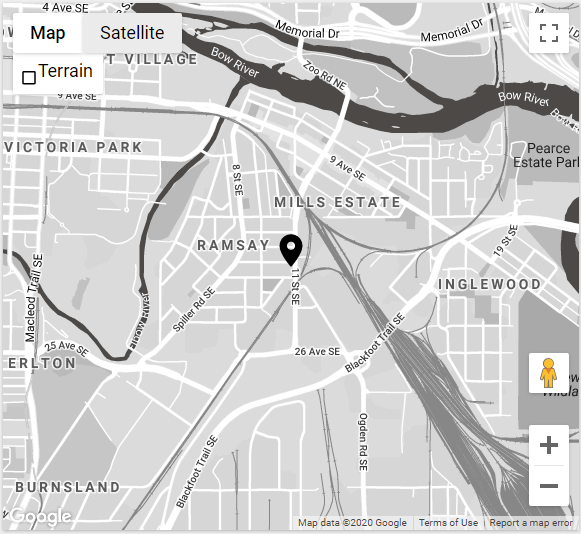 4 Ave SE
Memorial Dr
Memorial Dr
Map
Satellite
Terrain
T VILLAGE
Bow River
Zoo Rd NE
Bow River
9 Ave SE
VICTORIA PARK
8 St SE
9 Ave SE
Pearce
Estate Park
MILLS ESTATE
RAMSAY
19 St SE
Macleod Trail SE
11 St SE
INGLEWOOD
Spiller Rd SE
25 Ave SE
26 Ave SE
Blackfoot Trail SE
ERLTON
Ogden Rd SE
Blackfoot Trail SE
BURNSLAND
Google
Map data ©2020 Google
Terms of Use
Report a map error